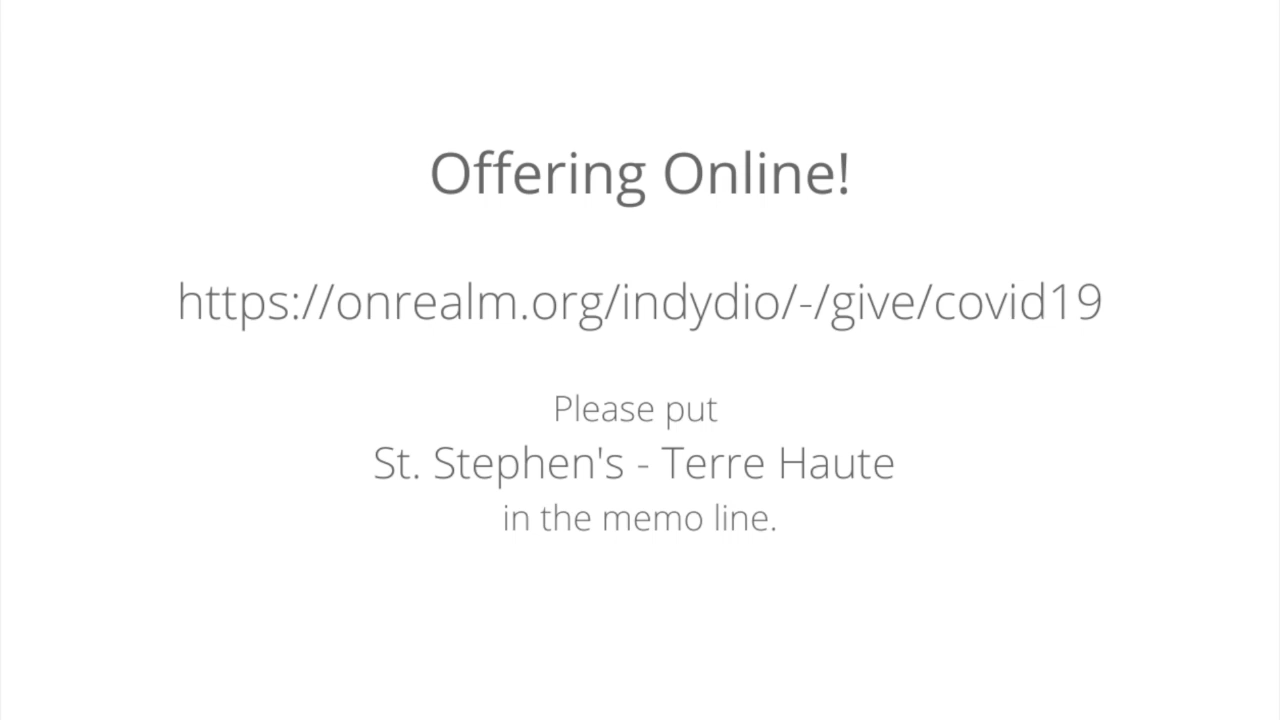 Offering Online!
https://onrealm.org/indydio/-/give/covid19
Please put
St. Stephen's - Terre Haute
in the memo line.